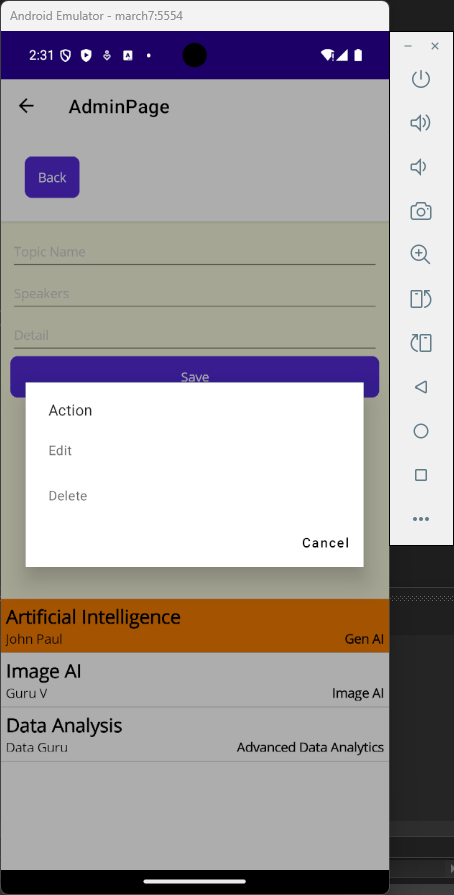 Android Emulator - march7:5554
2:31
AdminPage
Back
Topic Name
Speakers
Detail
Save
Action
Edit
Delete
Cancel
Artificial Intelligence
John Paul Gen AI
Image AI
Guru V Image AI
Data Analysis
Data Guru Advanced Data Analytics